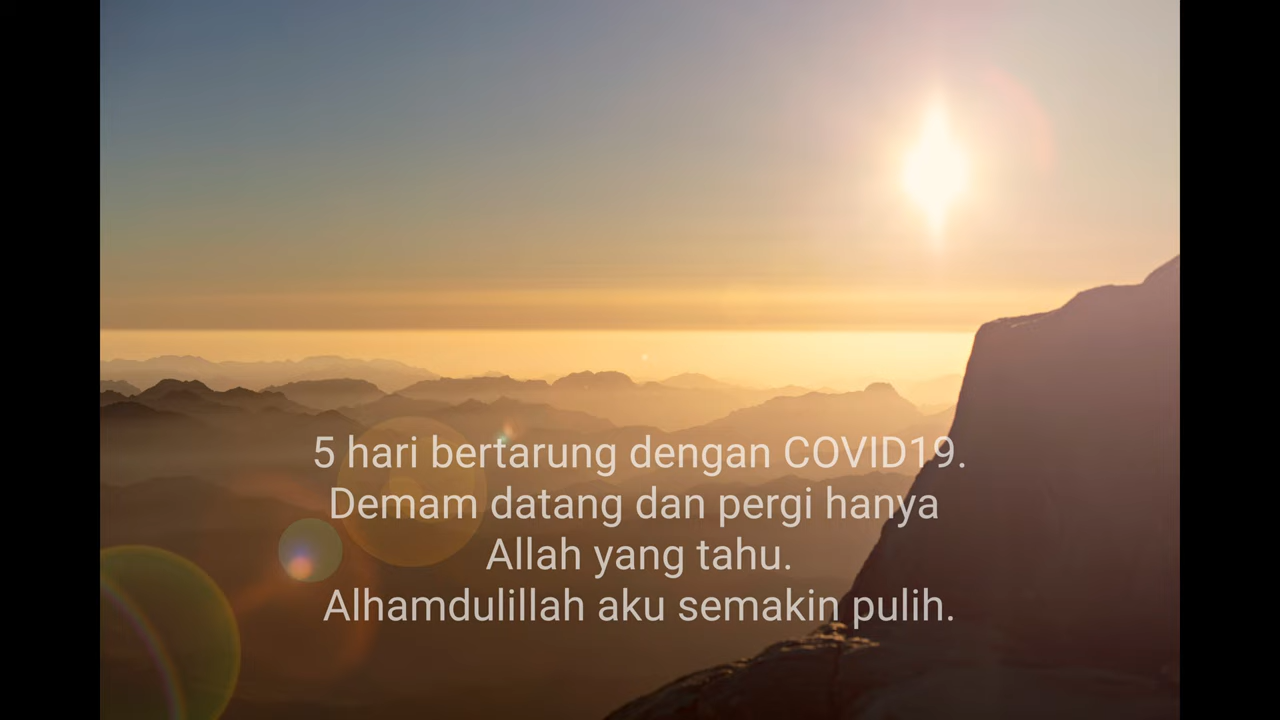 5 hari bertarung dengan COVID19.
Demam datang dan pergi hanya
Allah yang tahu.
Alhamdulillah aku semakin pulih.